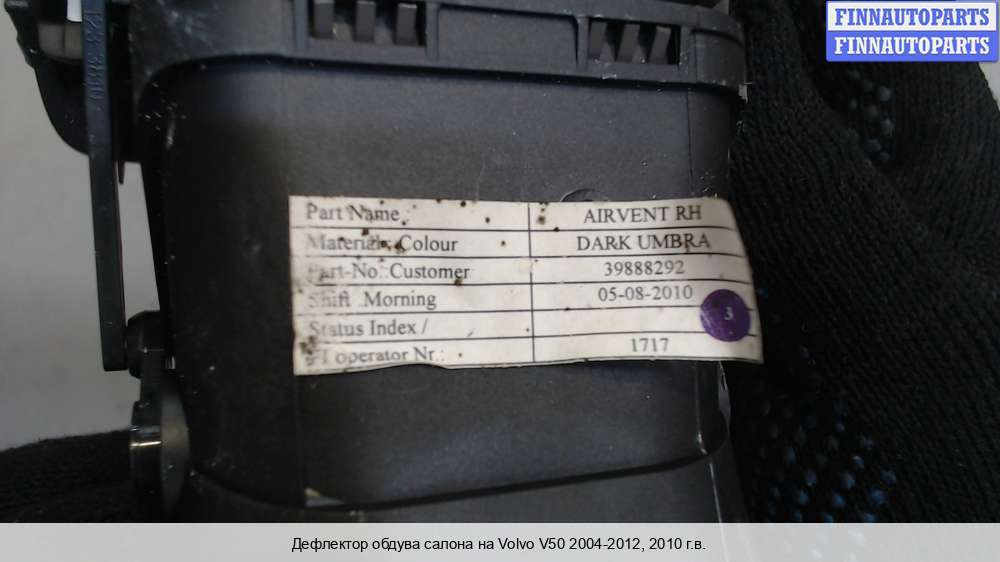 FINNAUTOPARTS
FINNAUTOPARTS
Part Name : AIRVENT RH
Material : Colour DARK UMBRA
Part-No.:Customer 39888292
Shift Morning 05-08-2010
3
Status Index /
operator Nr.: 1717
Дефлектор обдува салона на Volvo V50 2004-2012, 2010 г.в.